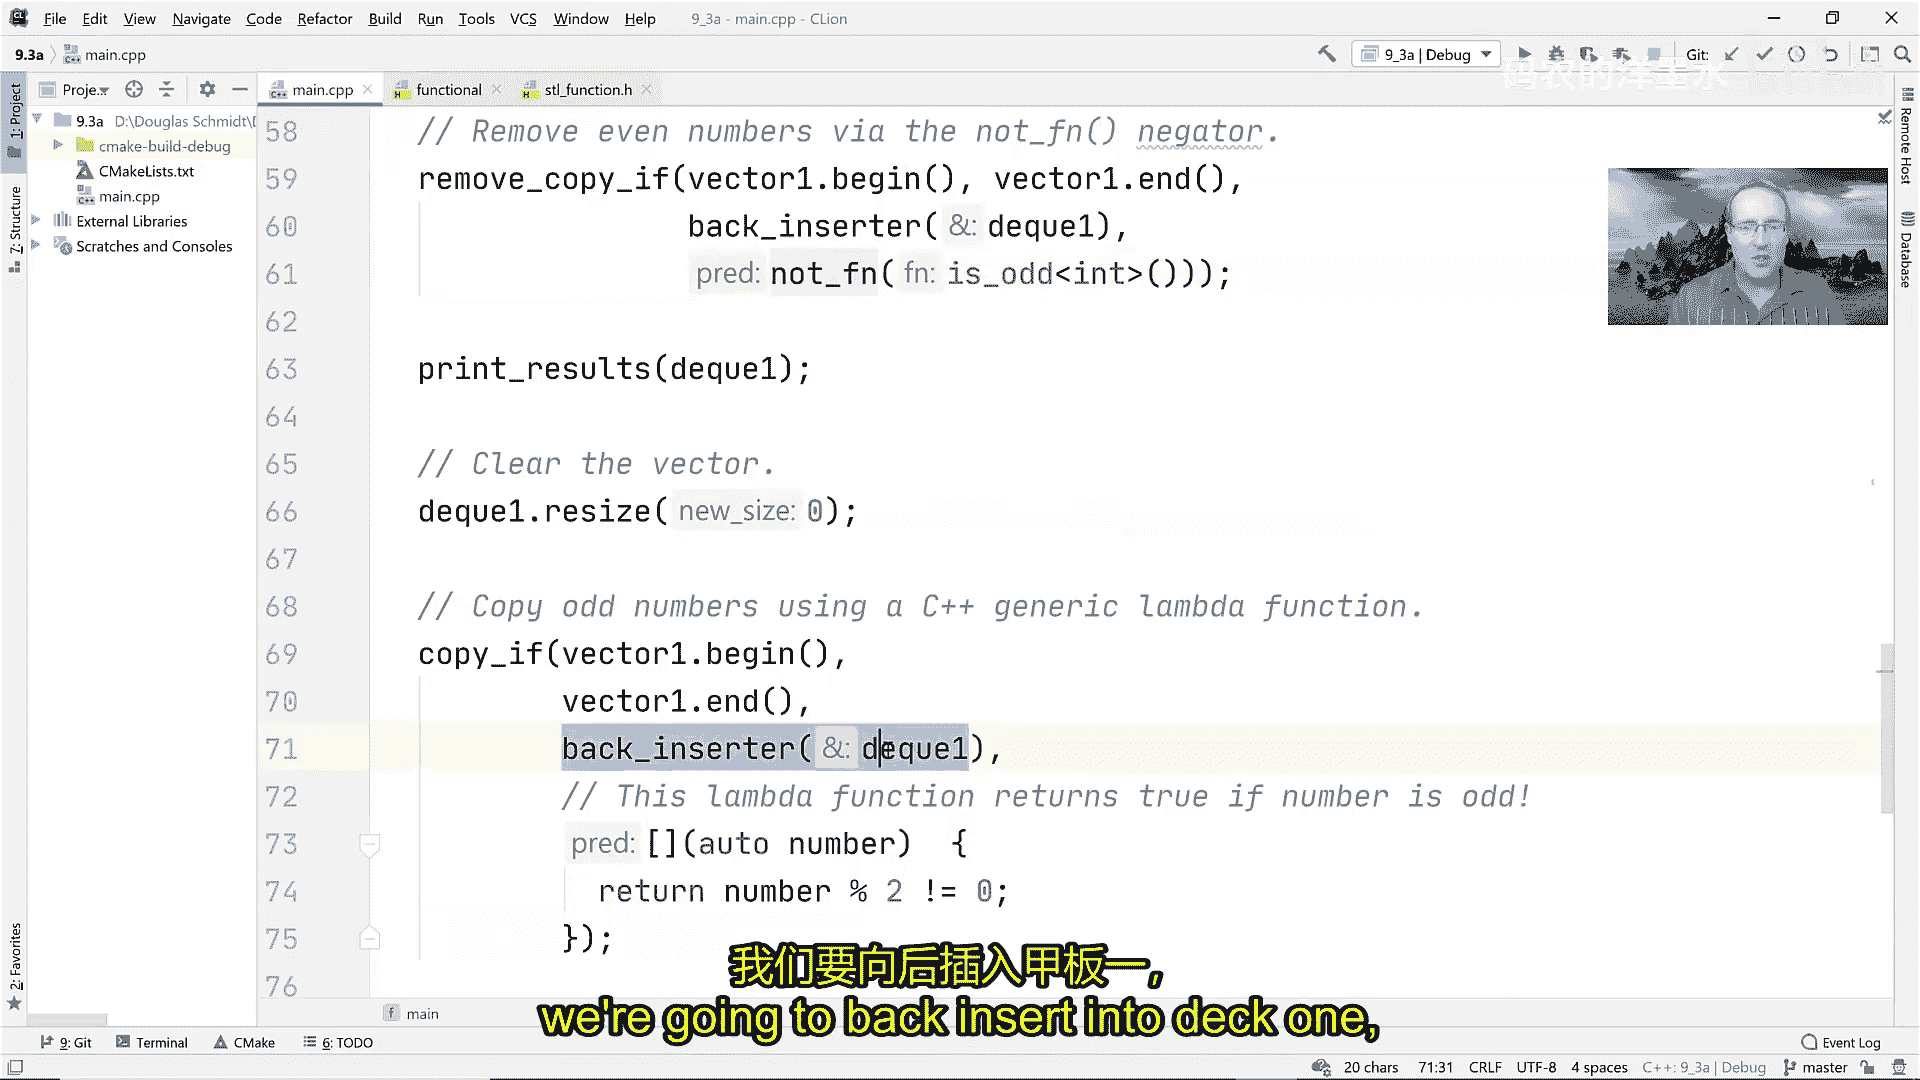 File Edit View Navigate Code Refactor Build Run Tools VCS Window Help 9_3a - main.cpp - CLion
9.3a main.cpp 9_3a | Debug Git:
码农的洋墨水
1: Project
Proje... main.cpp functional stl_function.h
9.3a D:\Douglas Schmidt\D
cmake-build-debug
CMakeLists.txt
main.cpp
External Libraries
Scratches and Consoles
7: Structure
2: Favorites
Remote Host
Database
58 // Remove even numbers via the not_fn() negator.
59 remove_copy_if(vector1.begin(), vector1.end(),
60 back_inserter( &: deque1),
61 pred: not_fn( fn: is_odd<int>()));
62
63 print_results(deque1);
64
65 // Clear the vector.
66 deque1.resize( new_size: 0);
67
68 // Copy odd numbers using a C++ generic lambda function.
69 copy_if(vector1.begin(),
70 vector1.end(),
71 back_inserter( &: deque1),
72 // This lambda function returns true if number is odd!
73 pred: [](auto number) {
74 return number % 2 != 0;
75 });
76
我们要向后插入甲板一,
we're going to back insert into deck one,
f main
9: Git Terminal CMake 6: TODO Event Log
20 chars 71:31 CRLF UTF-8 4 spaces C++: 9_3a | Debug master